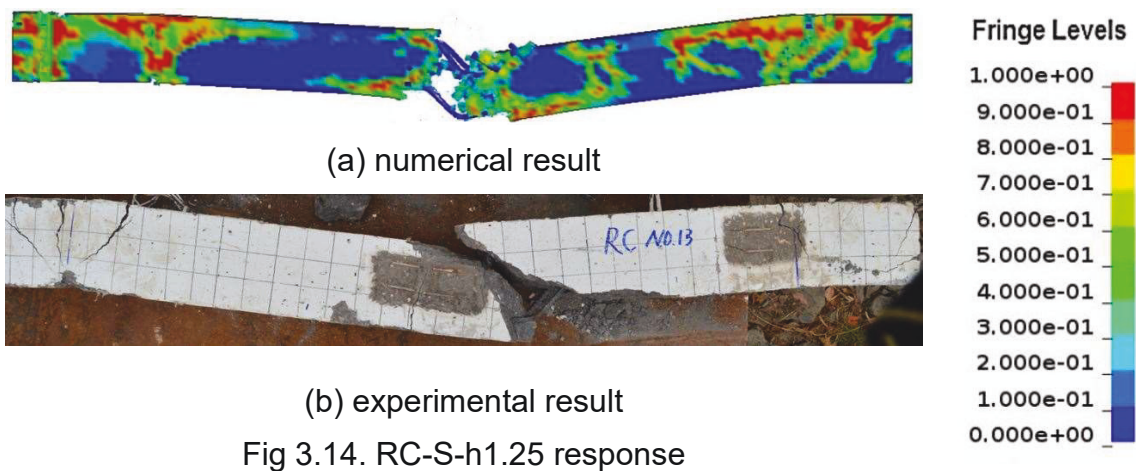 Fringe Levels
1.000e+00
9.000e-01
8.000e-01
7.000e-01
6.000e-01
5.000e-01
4.000e-01
3.000e-01
2.000e-01
1.000e-01
0.000e+00
(a) numerical result
RC NO.13
(b) experimental result
Fig 3.14. RC-S-h1.25 response